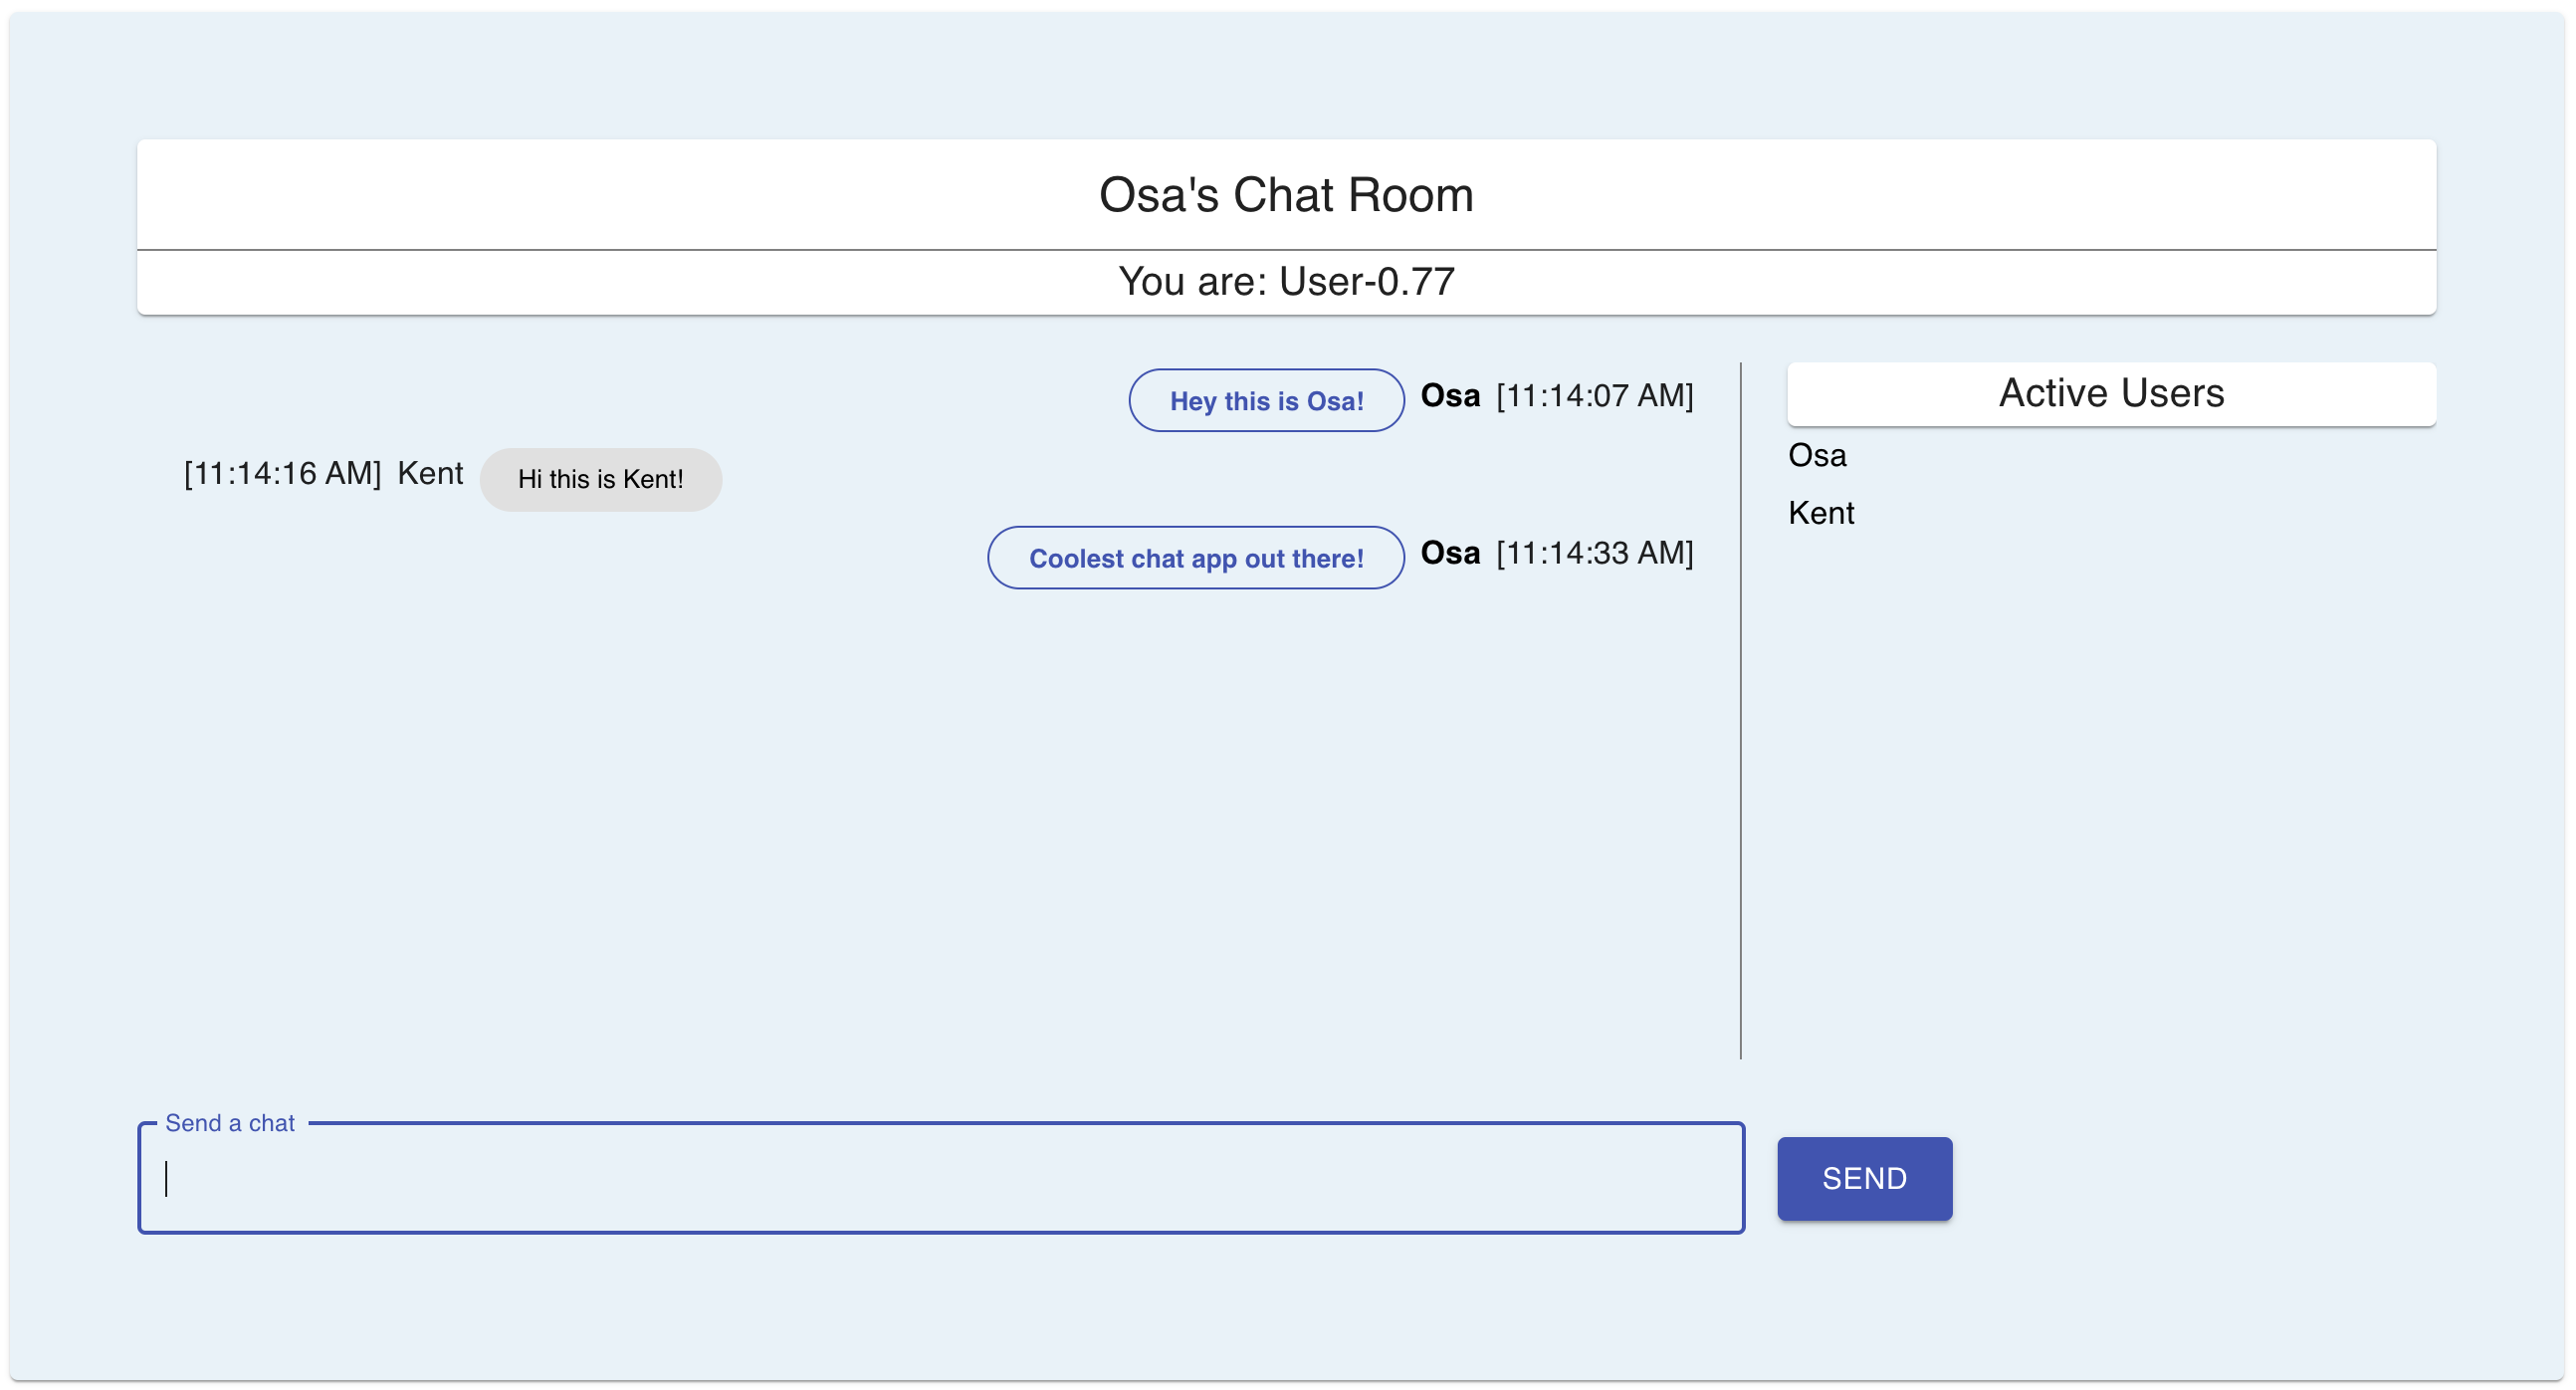 Osa's Chat Room
You are: User-0.77
Hey this is Osa! Osa [11:14:07 AM]
[11:14:16 AM] Kent Hi this is Kent!
Coolest chat app out there! Osa [11:14:33 AM]
Active Users
Osa
Kent
Send a chat
SEND